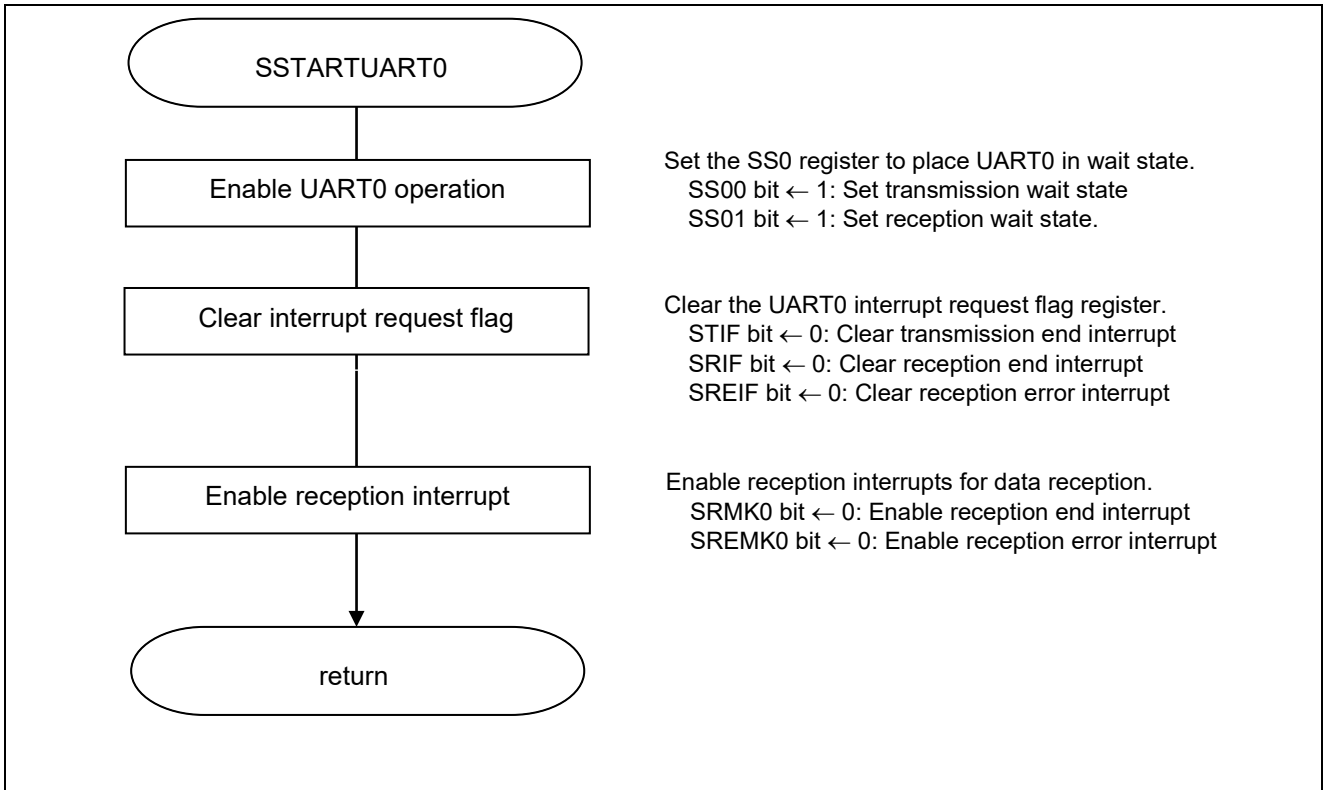 SSTARTUART0
Enable UART0 operation
Set the SS0 register to place UART0 in wait state.
SS00 bit ← 1: Set transmission wait state
SS01 bit ← 1: Set reception wait state.
Clear interrupt request flag
Clear the UART0 interrupt request flag register.
STIF bit ← 0: Clear transmission end interrupt
SRIF bit ← 0: Clear reception end interrupt
SREIF bit ← 0: Clear reception error interrupt
Enable reception interrupt
Enable reception interrupts for data reception.
SRMK0 bit ← 0: Enable reception end interrupt
SREMK0 bit ← 0: Enable reception error interrupt
return